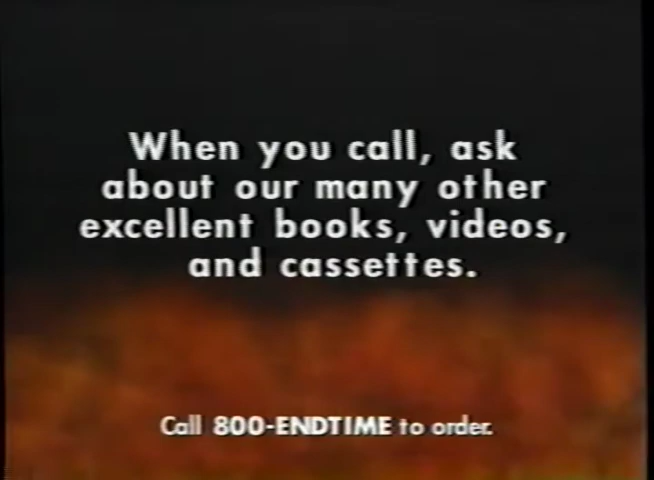 When you call, ask
about our many other
excellent books, videos,
and cassettes.
Call 800-ENDTIME to order.